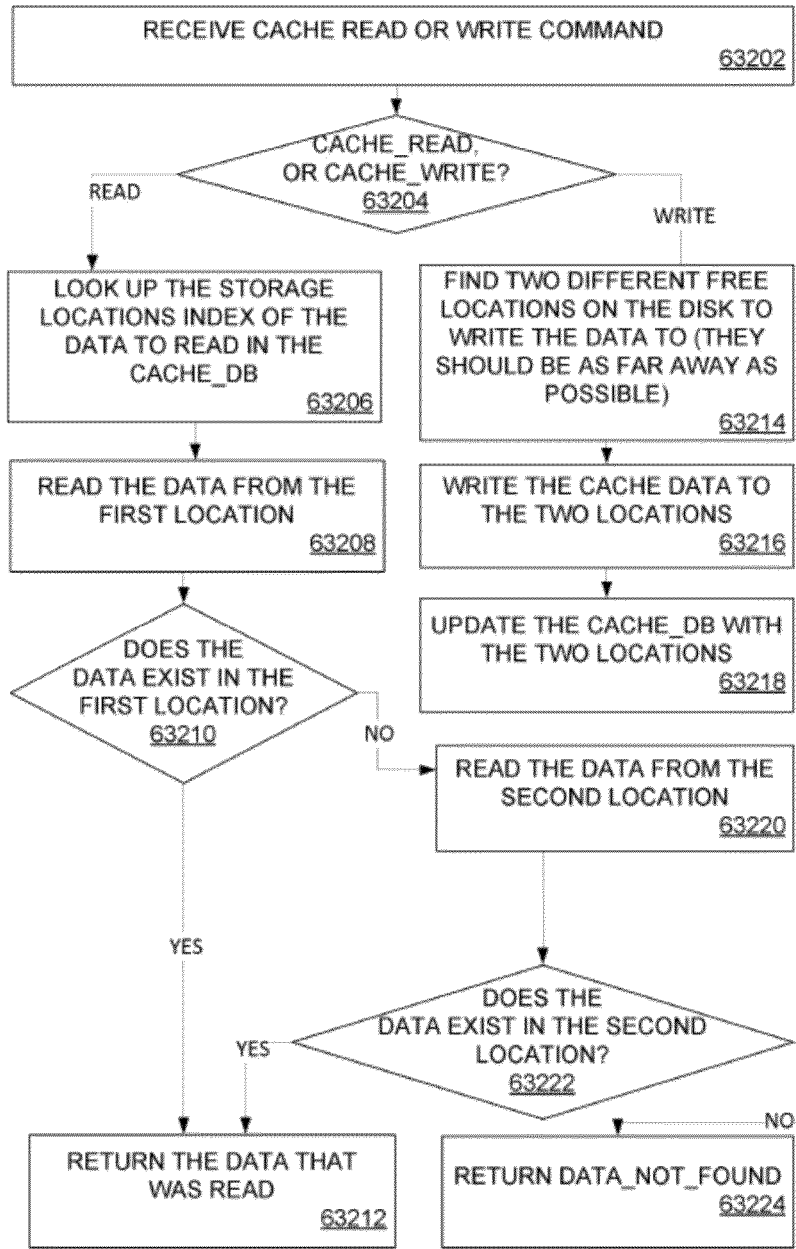 RECEIVE CACHE READ OR WRITE COMMAND
63202
CACHE_READ,
OR CACHE_WRITE?
63204
READ
WRITE
LOOK UP THE STORAGE
LOCATIONS INDEX OF THE
DATA TO READ IN THE
CACHE_DB
63206
FIND TWO DIFFERENT FREE
LOCATIONS ON THE DISK TO
WRITE THE DATA TO (THEY
SHOULD BE AS FAR AWAY AS
POSSIBLE)
63214
READ THE DATA FROM THE
FIRST LOCATION
63208
WRITE THE CACHE DATA TO
THE TWO LOCATIONS
63216
DOES THE
DATA EXIST IN THE
FIRST LOCATION?
63210
UPDATE THE CACHE_DB WITH
THE TWO LOCATIONS
63218
NO
READ THE DATA FROM THE
SECOND LOCATION
63220
YES
DOES THE
DATA EXIST IN THE SECOND
LOCATION?
63222
YES
NO
RETURN THE DATA THAT
WAS READ
63212
RETURN DATA_NOT_FOUND
63224